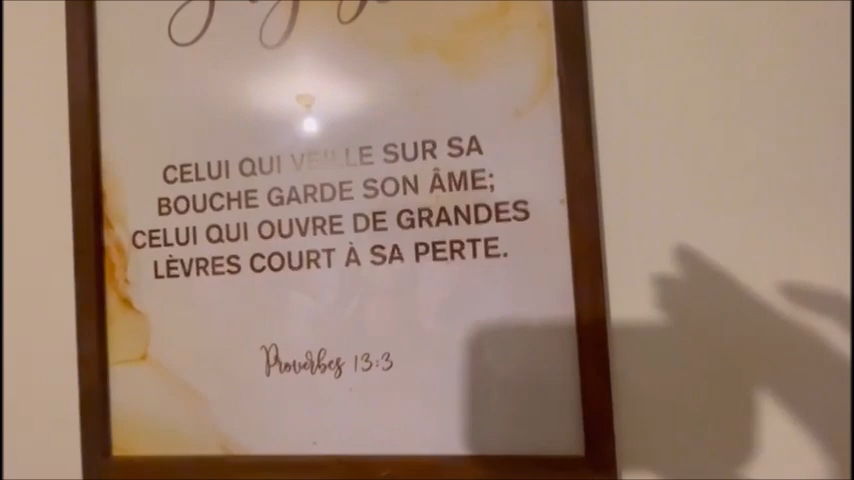 CELUI QUI VEILLE SUR SA
BOUCHE GARDE SON ÂME;
CELUI QUI OUVRE DE GRANDES
LÈVRES COURT À SA PERTE.
Proverbes 13:3